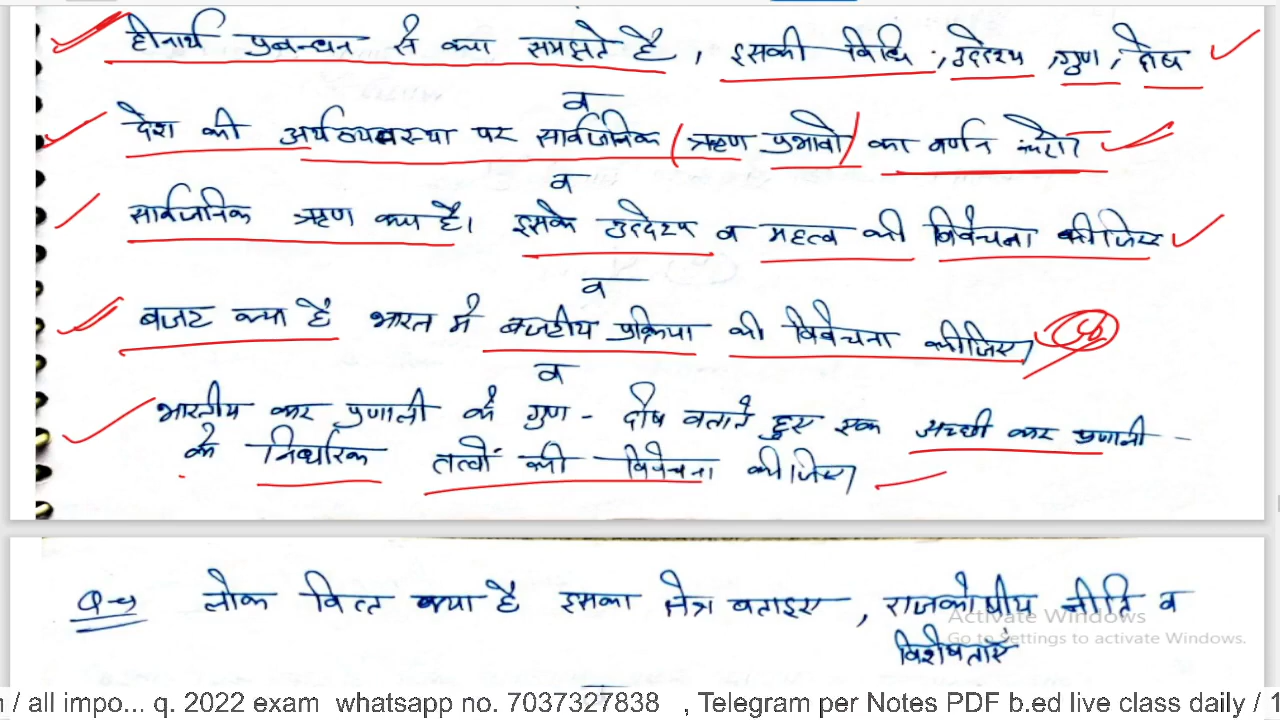 हीनार्थ प्रबन्धन से क्या समझते है , इसकी विधि , उद्देश्य , गुण , दोष
व
देश की अर्थव्यवस्था पर सार्वजनिक (ऋण प्रभावो) का वर्णन करो।
व
सार्वजनिक ऋण क्या है। इसके उद्देश्य व महत्व की विवेचना कीजिए
व
बजट क्या है भारत में बजटीय प्रक्रिया की विवेचना कीजिए।
व
भारतीय कर प्रणाली के गुण - दोष बताते हुए एक अच्छी कर प्रणाली -
के निर्धारक तत्वों की विवेचना कीजिए।
लोक वित्त क्या है इसका क्षेत्र बताइए , राजकोषीय नीति व
विशेषताएँ
Activate Windows
Go to Settings to activate Windows.
/ all impo... q. 2022 exam whatsapp no. 7037327838 , Telegram per Notes PDF b.ed live class daily / 1